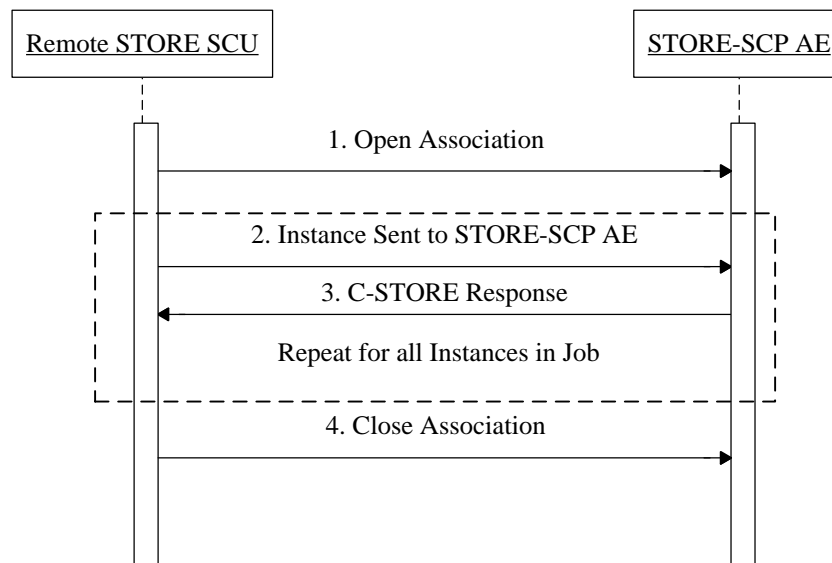 Remote STORE SCU
STORE-SCP AE
1. Open Association
2. Instance Sent to STORE-SCP AE
3. C-STORE Response
Repeat for all Instances in Job
4. Close Association